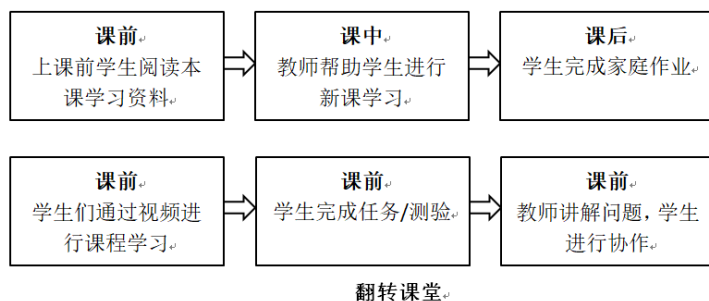 课前
上课前学生阅读本
课学习资料
课中
教师帮助学生进行
新课学习
课后
学生完成家庭作业
课前
学生们通过视频进
行课程学习
课前
学生完成任务/测验
课前
教师讲解问题，学生
进行协作
翻转课堂